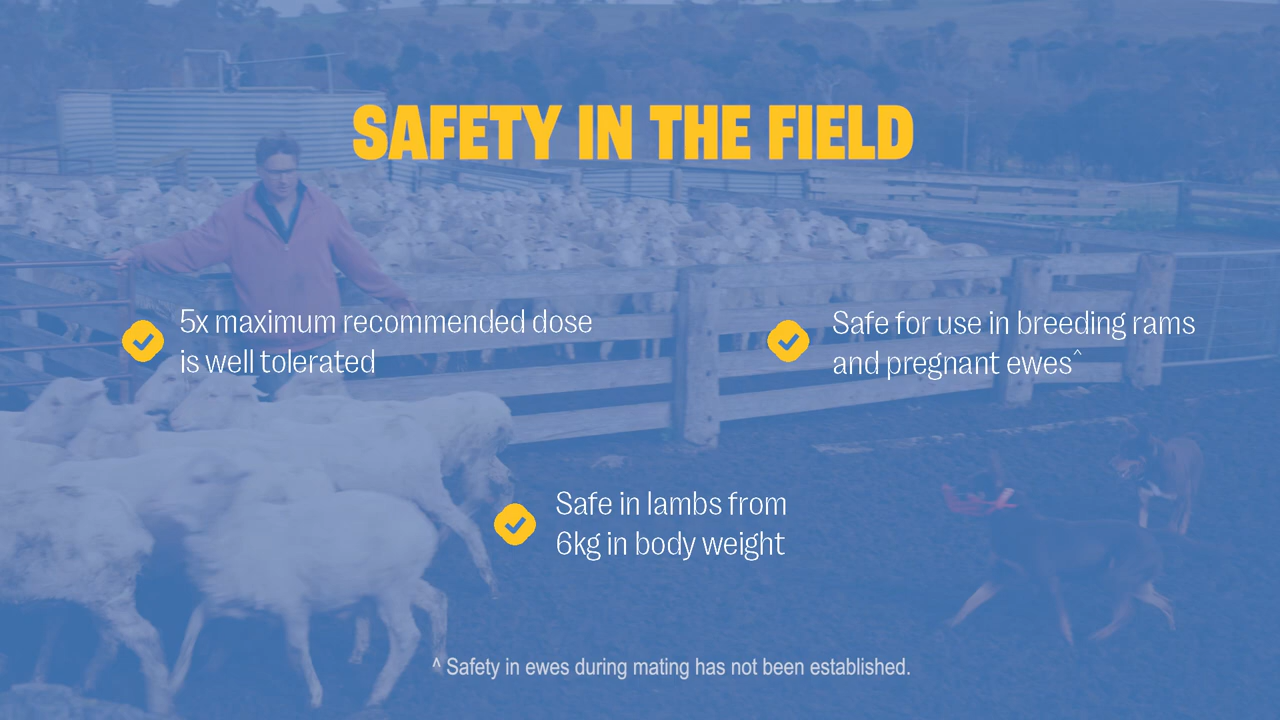 SAFETY IN THE FIELD
5x maximum recommended dose
is well tolerated
Safe for use in breeding rams
and pregnant ewes^
Safe in lambs from
6kg in body weight
^ Safety in ewes during mating has not been established.